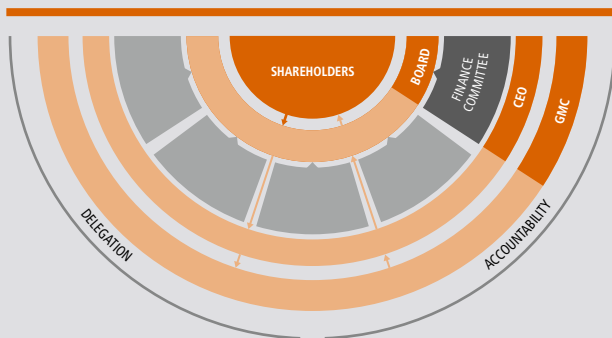 SHAREHOLDERS
BOARD
FINANCE
COMMITTEE
CEO
GMC
DELEGATION
ACCOUNTABILITY